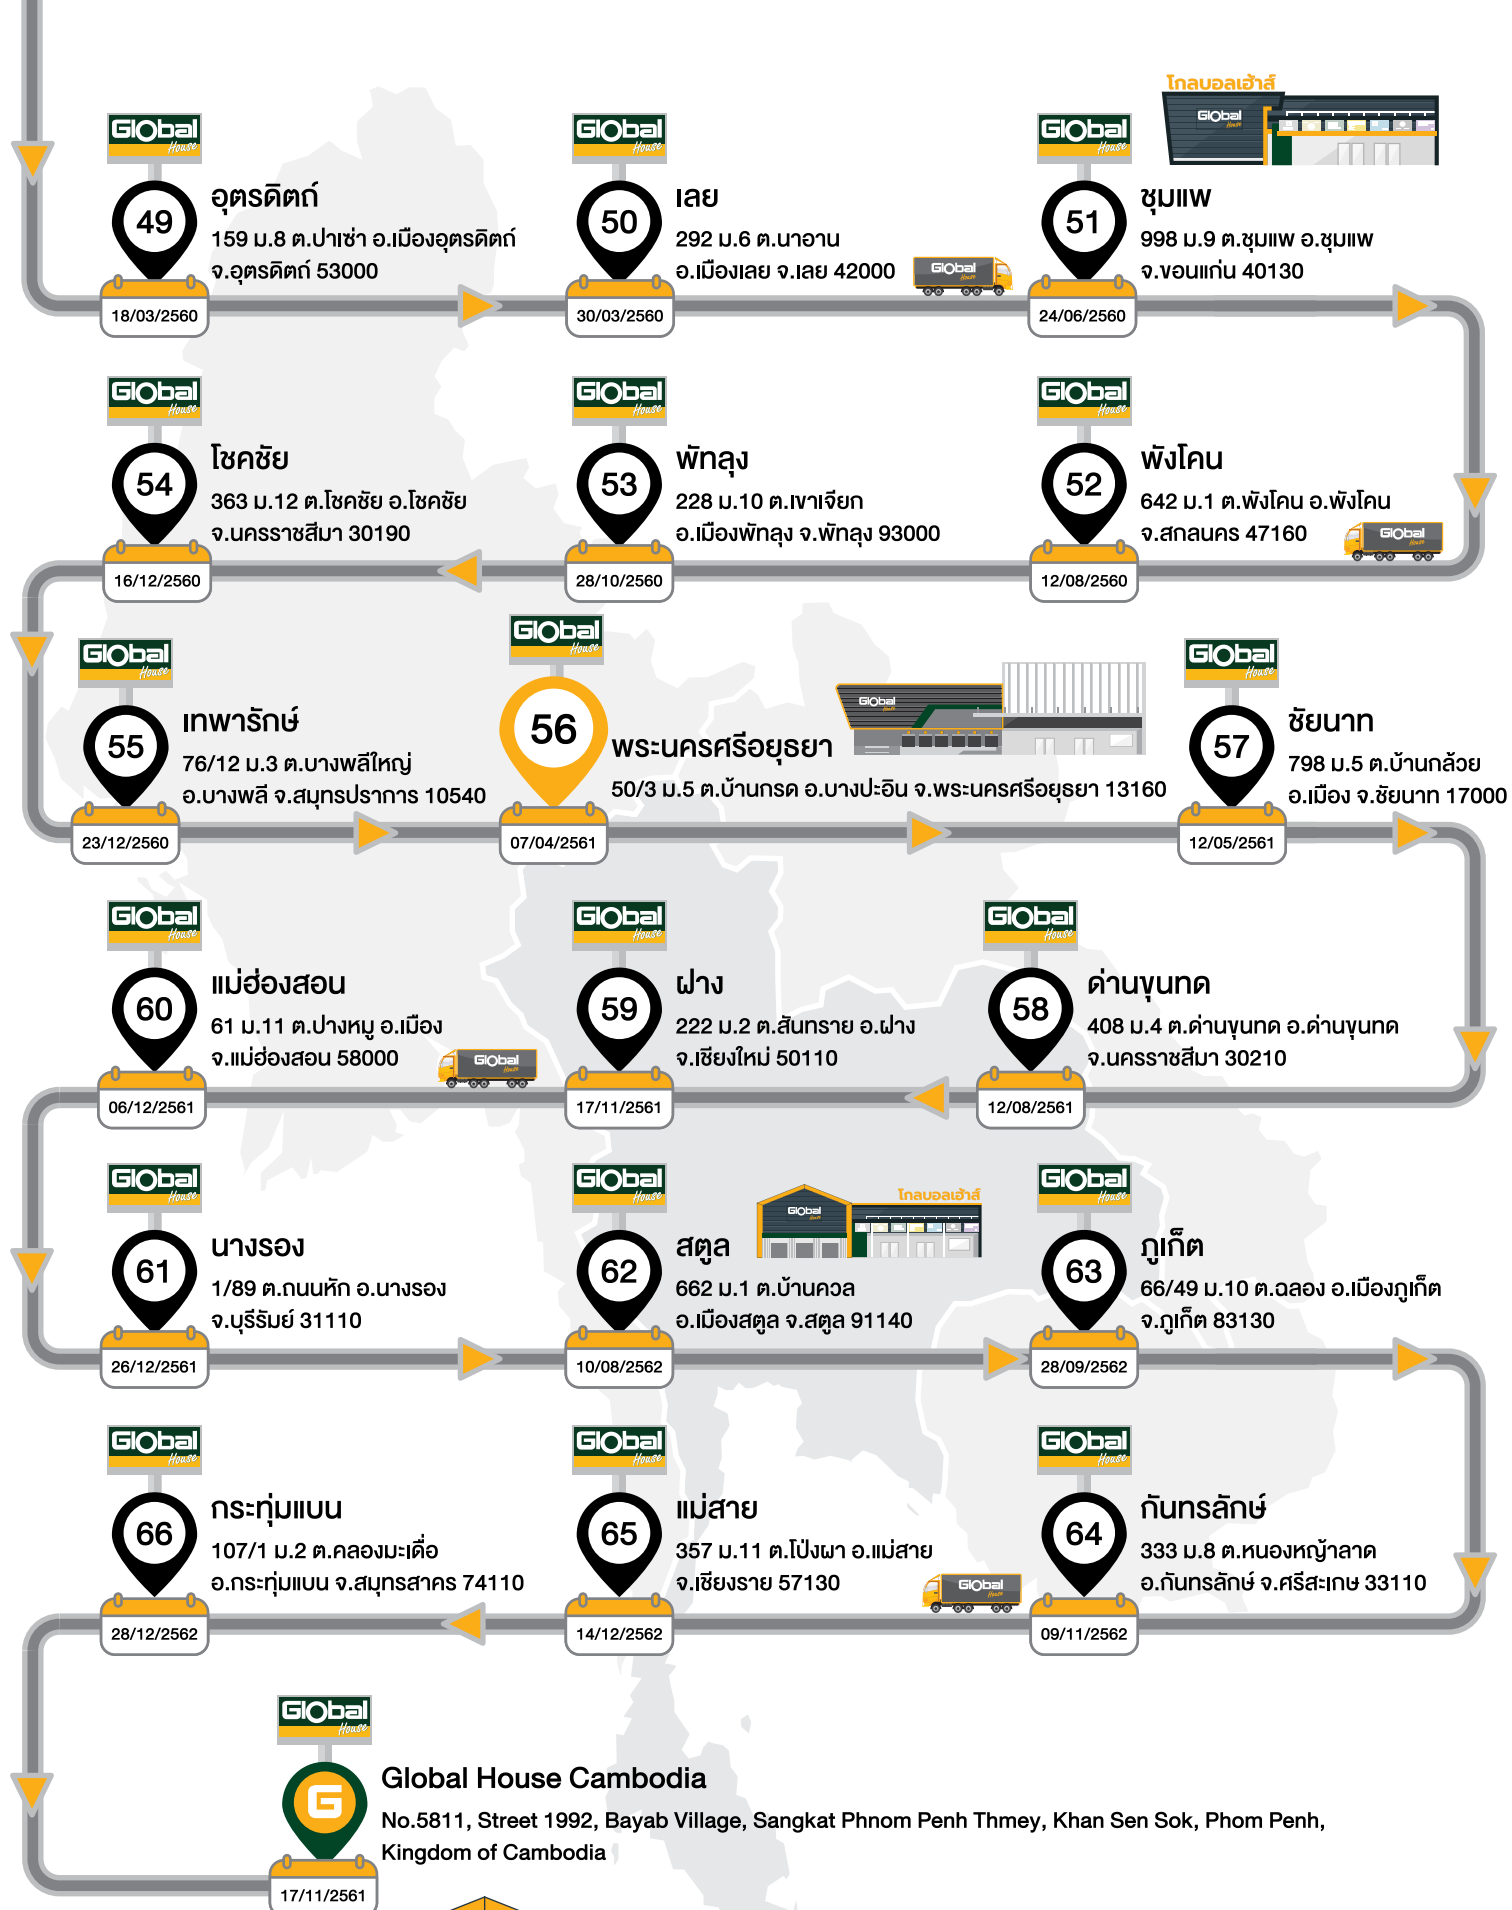 โกลบอลเฮ้าส์
Global House
Global House
49
อุตรดิตถ์
159 ม.8 ต.ป่าเซ่า อ.เมืองอุตรดิตถ์
จ.อุตรดิตถ์ 53000
18/03/2560
Global House
50
เลย
292 ม.6 ต.นาอาน
อ.เมืองเลย จ.เลย 42000
30/03/2560
Global House
Global House
51
ชุมแพ
998 ม.9 ต.ชุมแพ อ.ชุมแพ
จ.ขอนแก่น 40130
24/06/2560
Global House
54
โชคชัย
363 ม.12 ต.โชคชัย อ.โชคชัย
จ.นครราชสีมา 30190
16/12/2560
Global House
53
พัทลุง
228 ม.10 ต.เขาเจียก
อ.เมืองพัทลุง จ.พัทลุง 93000
28/10/2560
Global House
52
พังโคน
642 ม.1 ต.พังโคน อ.พังโคน
จ.สกลนคร 47160
12/08/2560
Global House
Global House
55
เทพารักษ์
76/12 ม.3 ต.บางพลีใหญ่
อ.บางพลี จ.สมุทรปราการ 10540
23/12/2560
Global House
56
พระนครศรีอยุธยา
50/3 ม.5 ต.บ้านกรด อ.บางปะอิน จ.พระนครศรีอยุธยา 13160
07/04/2561
Global House
Global House
57
ชัยนาท
798 ม.5 ต.บ้านกล้วย
อ.เมือง จ.ชัยนาท 17000
12/05/2561
Global House
60
แม่ฮ่องสอน
61 ม.11 ต.ปางหมู อ.เมือง
จ.แม่ฮ่องสอน 58000
06/12/2561
Global House
Global House
59
ฝาง
222 ม.2 ต.สันทราย อ.ฝาง
จ.เชียงใหม่ 50110
17/11/2561
Global House
58
ด่านขุนทด
408 ม.4 ต.ด่านขุนทด อ.ด่านขุนทด
จ.นครราชสีมา 30210
12/08/2561
Global House
61
นางรอง
1/89 ต.ถนนหัก อ.นางรอง
จ.บุรีรัมย์ 31110
26/12/2561
Global House
62
สตูล
662 ม.1 ต.บ้านควล
อ.เมืองสตูล จ.สตูล 91140
10/08/2562
โกลบอลเฮ้าส์
Global House
Global House
63
ภูเก็ต
66/49 ม.10 ต.ฉลอง อ.เมืองภูเก็ต
จ.ภูเก็ต 83130
28/09/2562
Global House
66
กระทุ่มแบน
107/1 ม.2 ต.คลองมะเดื่อ
อ.กระทุ่มแบน จ.สมุทรสาคร 74110
28/12/2562
Global House
65
แม่สาย
357 ม.11 ต.โป่งผา อ.แม่สาย
จ.เชียงราย 57130
14/12/2562
Global House
Global House
64
กันทรลักษ์
333 ม.8 ต.หนองหญ้าลาด
อ.กันทรลักษ์ จ.ศรีสะเกษ 33110
09/11/2562
Global House
G
Global House Cambodia
No.5811, Street 1992, Bayab Village, Sangkat Phnom Penh Thmey, Khan Sen Sok, Phom Penh,
Kingdom of Cambodia
17/11/2561